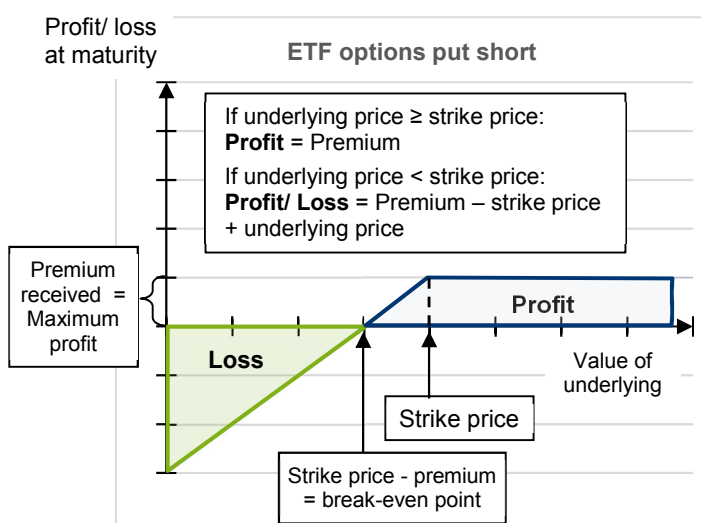 Profit/ loss
at maturity
ETF options put short
If underlying price ≥ strike price:
Profit = Premium
If underlying price < strike price:
Profit/ Loss = Premium – strike price
+ underlying price
Premium
received =
Maximum
profit
Profit
Loss
Value of
underlying
Strike price
Strike price - premium
= break-even point